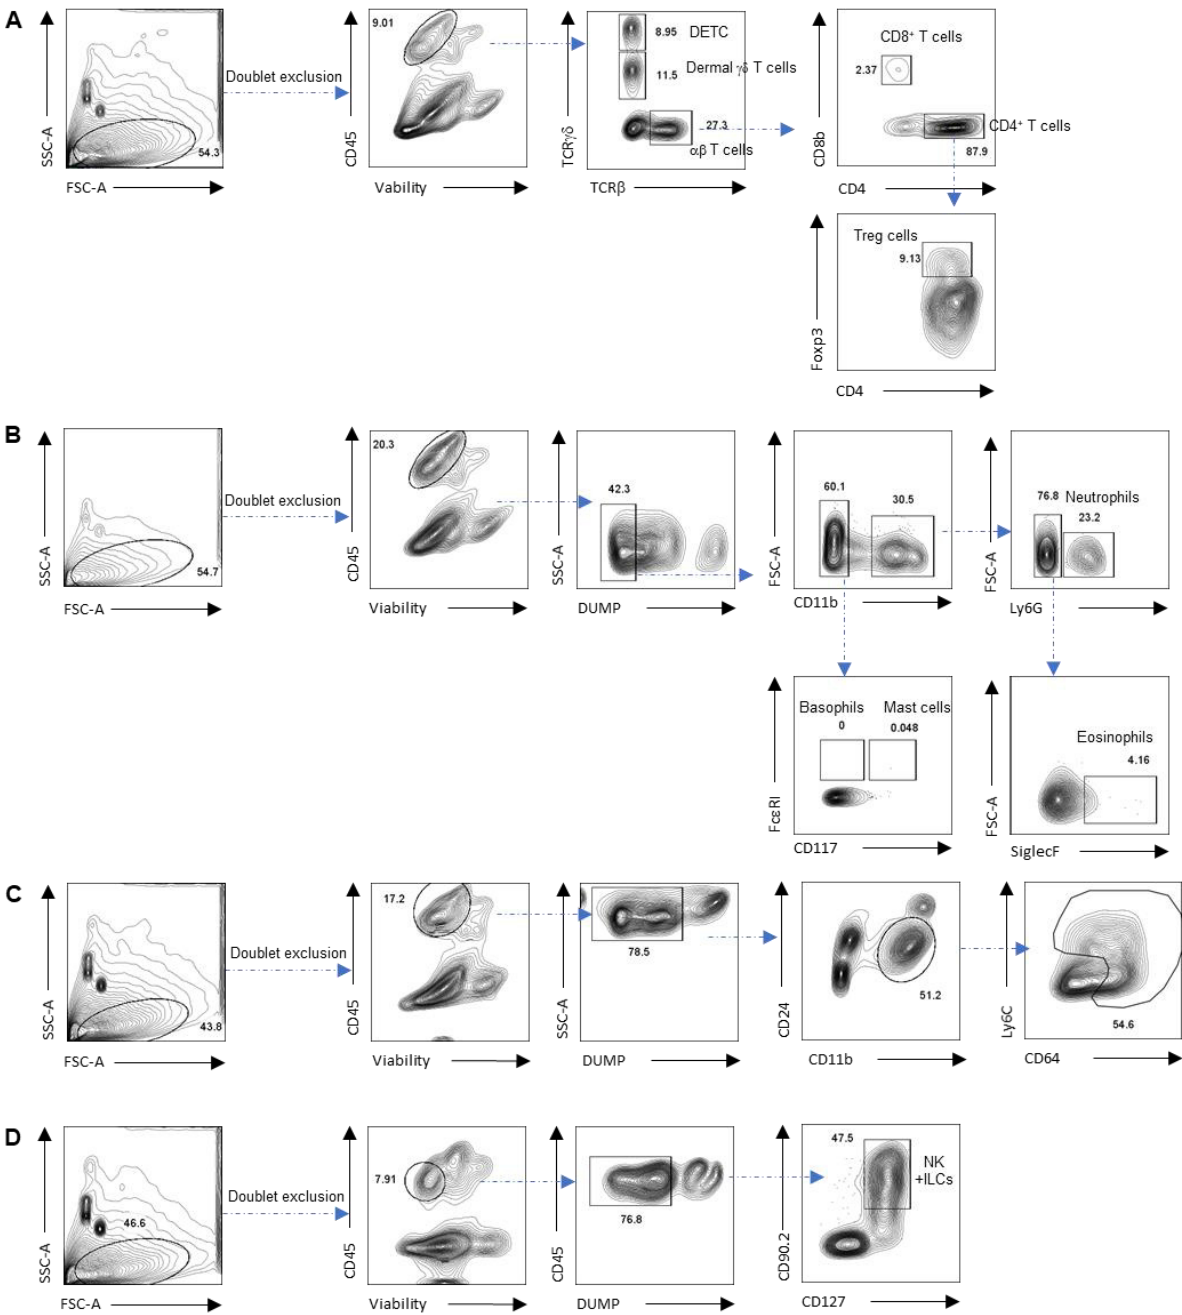 A
SSC-A
54.3
FSC-A
Doublet exclusion
9.01
CD45
Vability
8.95 DETC
11.5 Dermal γδ T cells
27.3
αβ T cells
TCRγδ
TCRβ
CD8⁺ T cells
2.37
CD4⁺ T cells
87.9
CD8b
CD4
Treg cells
9.13
Foxp3
CD4
B
SSC-A
54.7
FSC-A
Doublet exclusion
20.3
CD45
Viability
42.3
SSC-A
DUMP
60.1
30.5
FSC-A
CD11b
76.8 Neutrophils
23.2
FSC-A
Ly6G
Basophils
0
Mast cells
0.048
FcεRI
CD117
Eosinophils
4.16
FSC-A
SiglecF
C
SSC-A
43.8
FSC-A
Doublet exclusion
17.2
CD45
Viability
78.5
SSC-A
DUMP
51.2
CD24
CD11b
54.6
Ly6C
CD64
D
SSC-A
46.6
FSC-A
Doublet exclusion
7.91
CD45
Viability
76.8
CD45
DUMP
47.5
NK
+ILCs
CD90.2
CD127